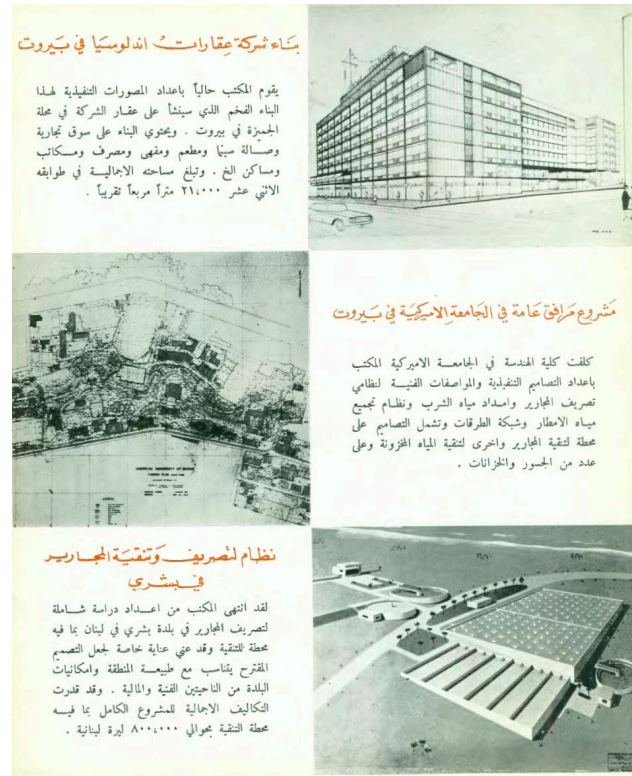 بناء شركة عقارات اندلوسيا في بيروت
يقوم المكتب حالياً باعداد المصورات التنفيذية لهذا
البناء الفخم الذي سينشأ على عقار الشركة في محلة
الجميزة في بيروت . ويحتوي البناء على سوق تجارية
وصالة سينما ومطعم ومقهى ومصرف ومكاتب
ومساكن الخ . وتبلغ مساحته الاجمالية في طوابقه
الاثني عشر ٢١،٠٠٠ متراً مربعاً تقريباً .
مشروع مرافق عامة في الجامعة الاميركية في بيروت
كلفت كلية الهندسة في الجامعة الاميركية المكتب
باعداد التصاميم التنفيذية والمواصفات الفنية لنظامي
تصريف المجارير وامداد مياه الشرب ونظام تجميع
مياه الامطار وشبكة الطرقات وتشمل التصاميم على
محطة لتنقية المجارير واخرى لتنقية المياه المخزونة وعلى
عدد من الجسور والخزانات .
AMERICAN UNIVERSITY OF BEIRUT
نظام لتصريف وتنقية المجارير
في بشري
لقد انتهى المكتب من اعداد دراسة شاملة
لتصريف المجارير في بلدة بشري في لبنان بما فيه
محطة للتنقية وقد عني عناية خاصة لجعل التصميم
المقترح يتناسب مع طبيعة المنطقة وامكانيات
البلدة من الناحيتين الفنية والمالية . وقد قدرت
التكاليف الاجمالية للمشروع الكامل بما فيه
محطة التنقية بحوالي ٨٠٠،٠٠٠ ليرة لبنانية .